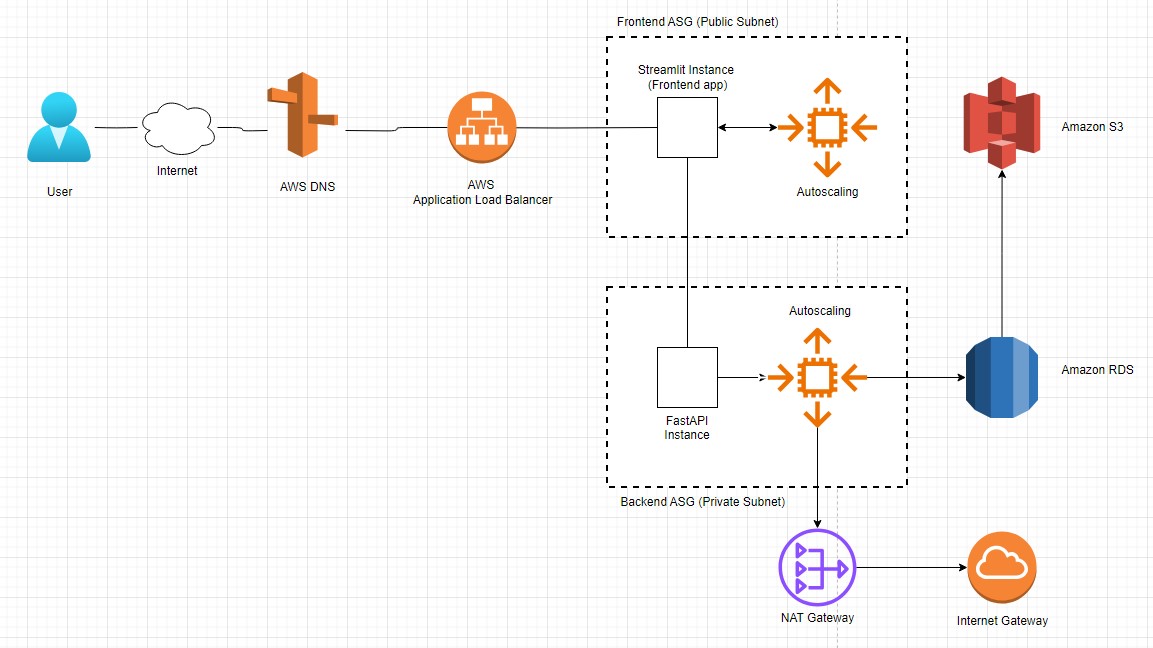 Frontend ASG (Public Subnet)
Streamlit Instance
(Frontend app)
Amazon S3
Internet
AWS DNS
User
AWS
Application Load Balancer
Autoscaling
Autoscaling
Amazon RDS
FastAPI
Instance
Backend ASG (Private Subnet)
NAT Gateway
Internet Gateway